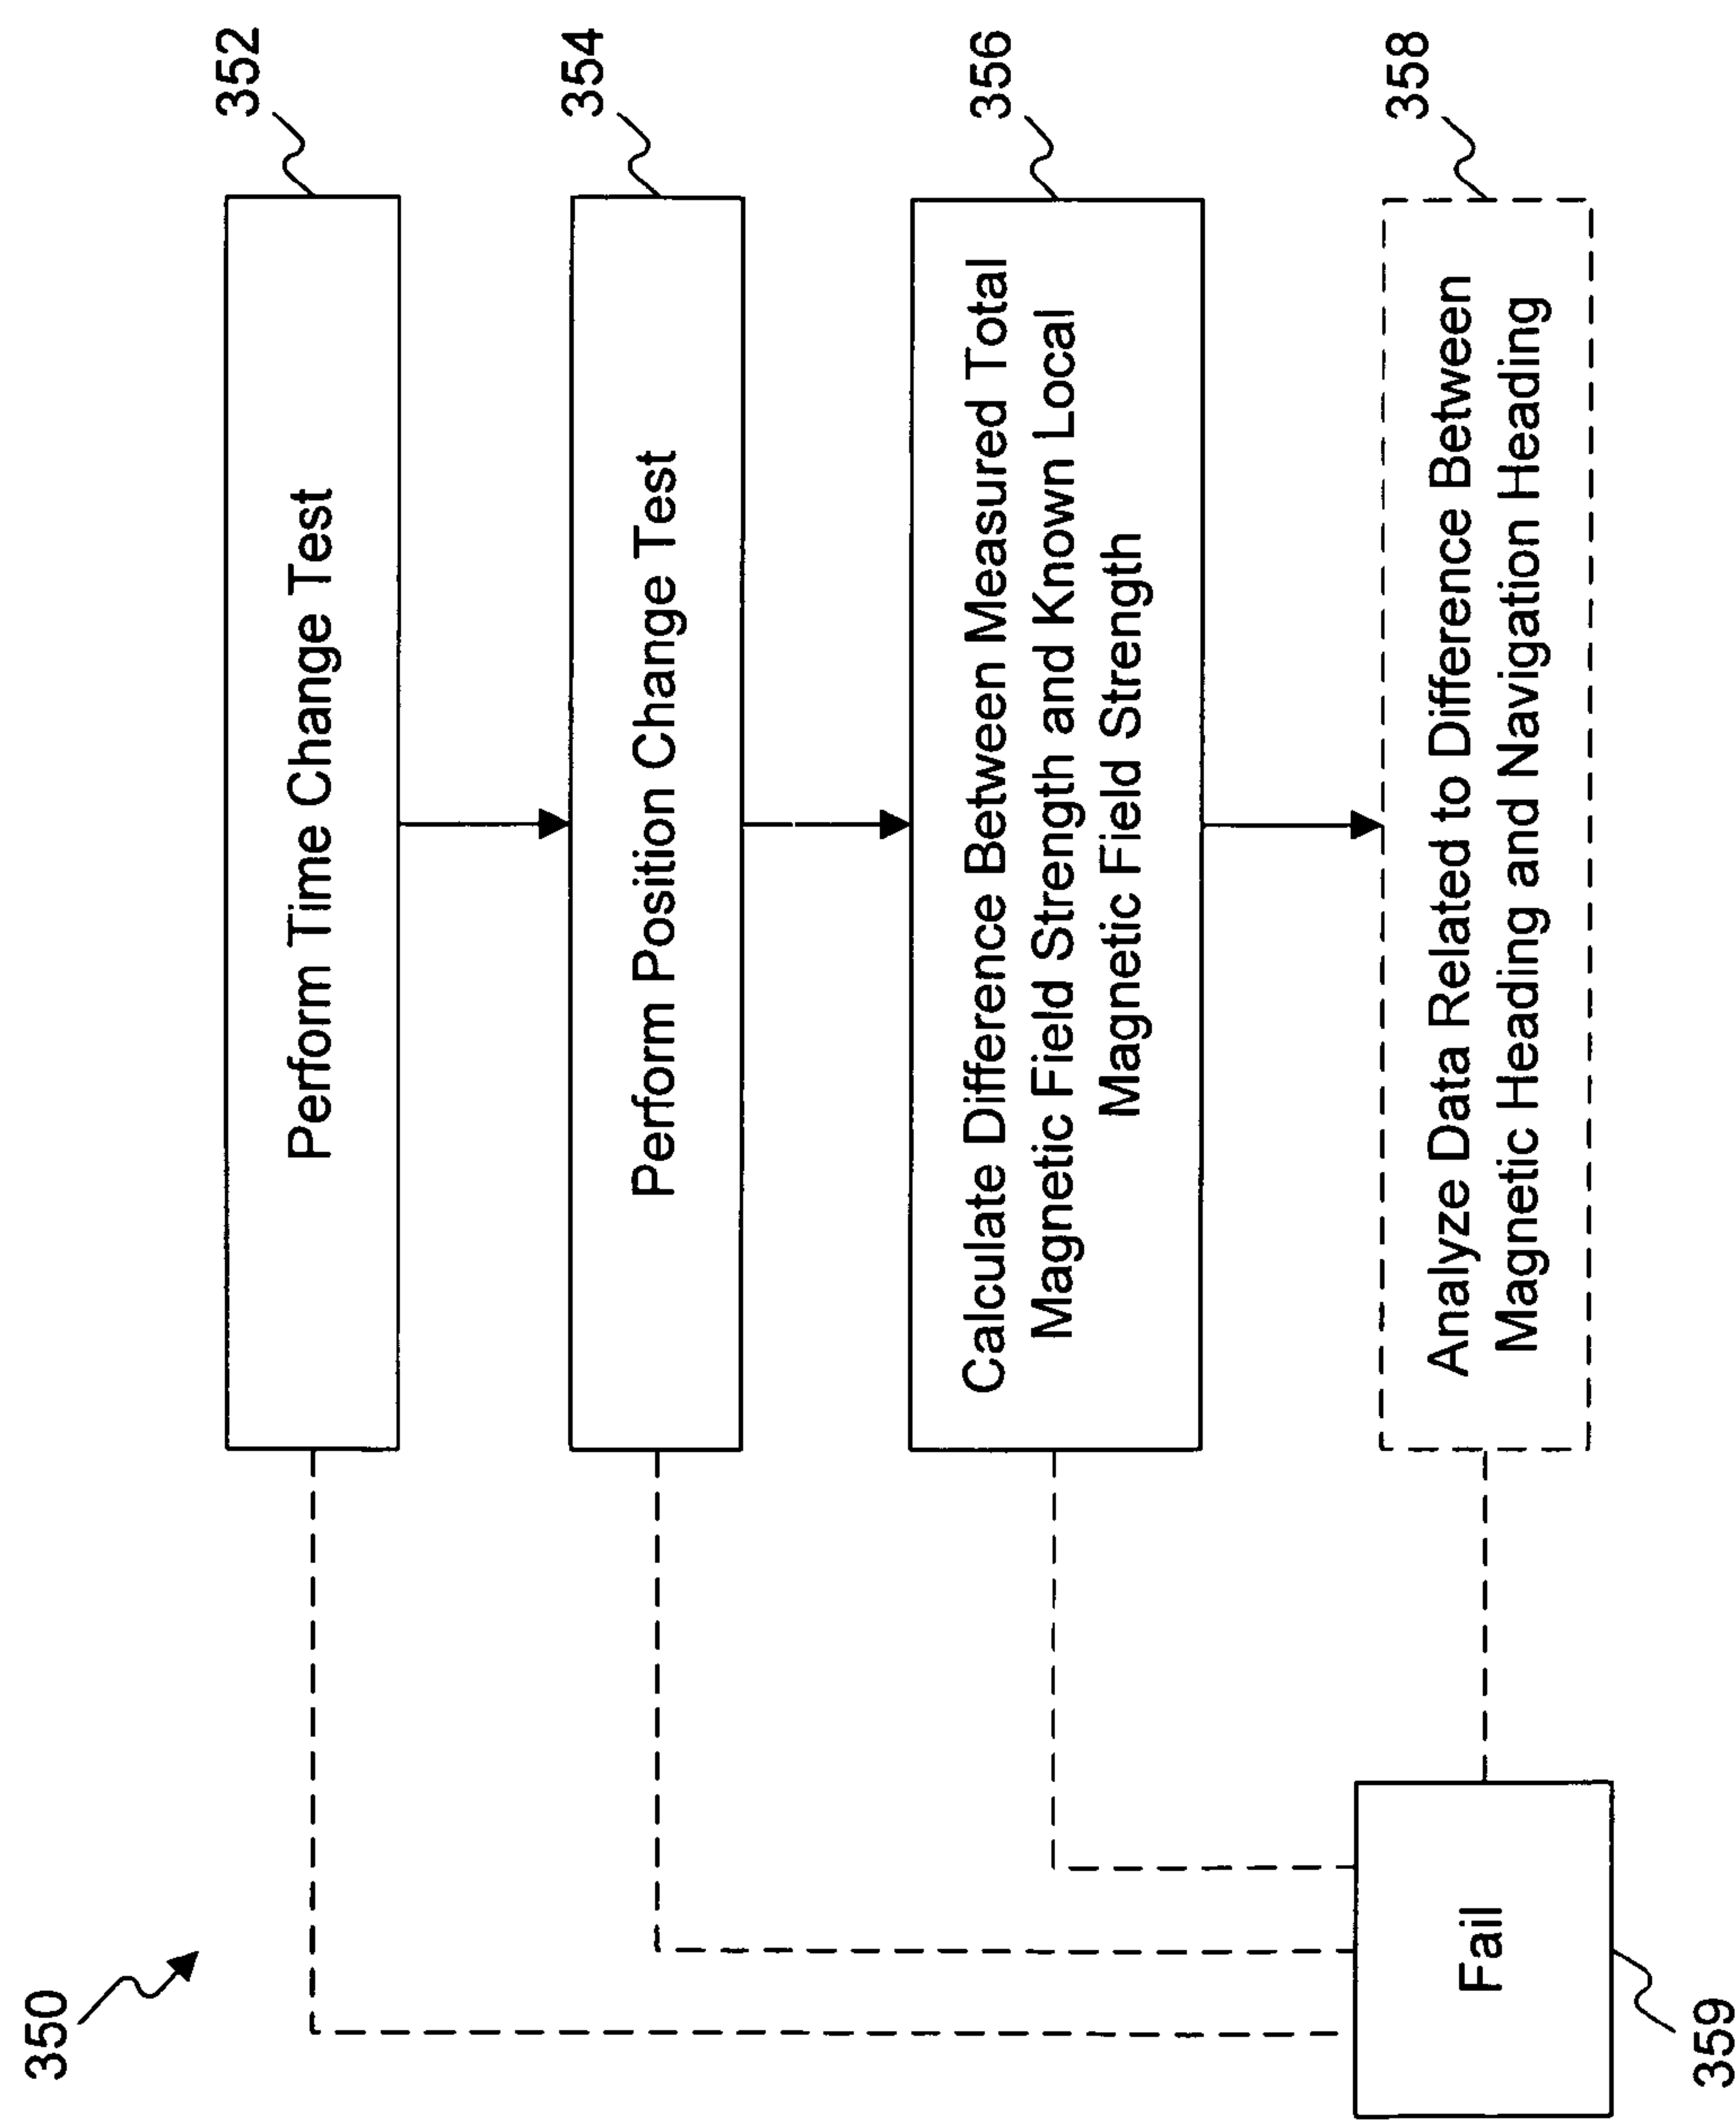 350
Perform Time Change Test
352
Perform Position Change Test
354
Calculate Difference Between Measured Total
Magnetic Field Strength and Known Local
Magnetic Field Strength
356
Analyze Data Related to Difference Between
Magnetic Heading and Navigation Heading
358
Fail
359